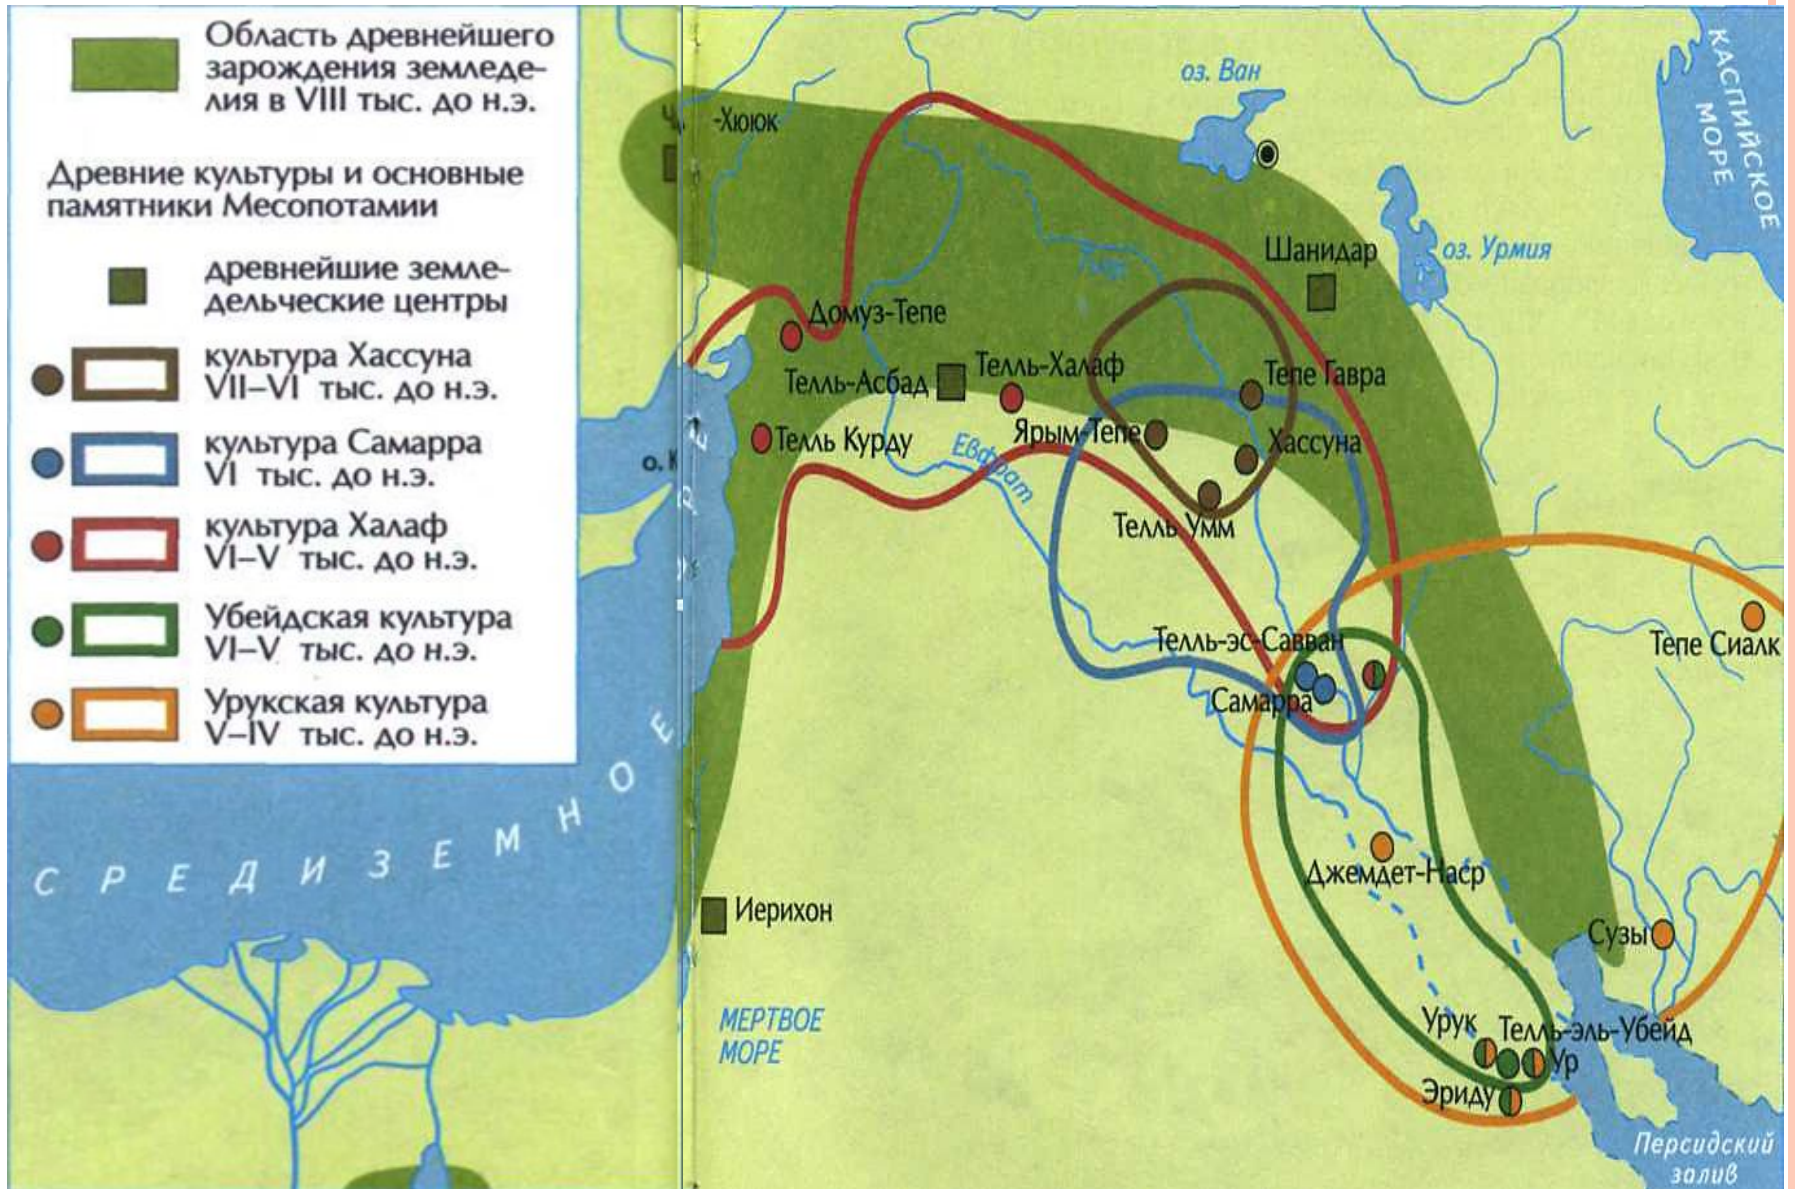 Область древнейшего
зарождения земледе-
лия в VIII тыс. до н.э.
Древние культуры и основные
памятники Месопотамии
древнейшие земле-
дельческие центры
культура Хассуна
VII–VI тыс. до н.э.
культура Самарра
VI тыс. до н.э.
культура Халаф
VI–V тыс. до н.э.
Убейдская культура
VI–V тыс. до н.э.
Урукская культура
V–IV тыс. до н.э.
-Хююк
оз. Ван
КАСПИЙСКОЕ
МОРЕ
Шанидар
оз. Урмия
Тигр
Домуз-Тепе
Телль-Халаф
Телль-Асбад
Тепе Гавра
Телль Курду
Ярым-Тепе
Хассуна
Евфрат
о. К
Телль Умм
Телль-эс-Савван
Тепе Сиалк
Самарра
СРЕДИЗЕМНОЕ
Джемдет-Наср
Иерихон
Сузы
МЕРТВОЕ
МОРЕ
Урук
Телль-эль-Убейд
Ур
Эриду
Персидский
залив